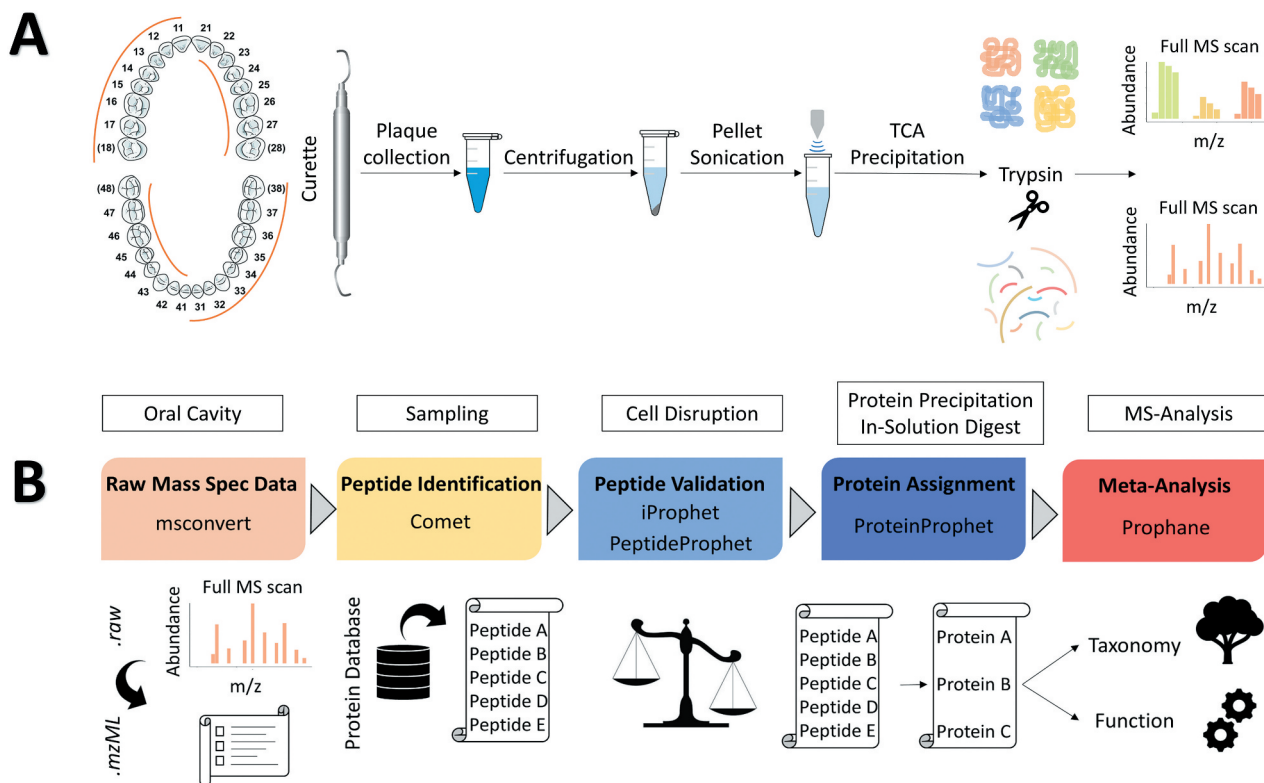 A
11 21
12 22
13 23
14 24
15 25
16 26
17 27
(18) (28)
(48) (38)
47 37
46 36
45 35
44 34
43 33
42 32
41 31
Curette
Plaque
collection
Centrifugation
Pellet
Sonication
TCA
Precipitation
Trypsin
Full MS scan
Abundance
m/z
Full MS scan
Abundance
m/z
Oral Cavity
Sampling
Cell Disruption
Protein Precipitation
In-Solution Digest
MS-Analysis
B
Raw Mass Spec Data
msconvert
Peptide Identification
Comet
Peptide Validation
iProphet
PeptideProphet
Protein Assignment
ProteinProphet
Meta-Analysis
Prophane
.raw
.mzML
Full MS scan
Abundance
m/z
Protein Database
Peptide A
Peptide B
Peptide C
Peptide D
Peptide E
Peptide A
Peptide B
Peptide C
Peptide D
Peptide E
Protein A
Protein B
Protein C
Taxonomy
Function